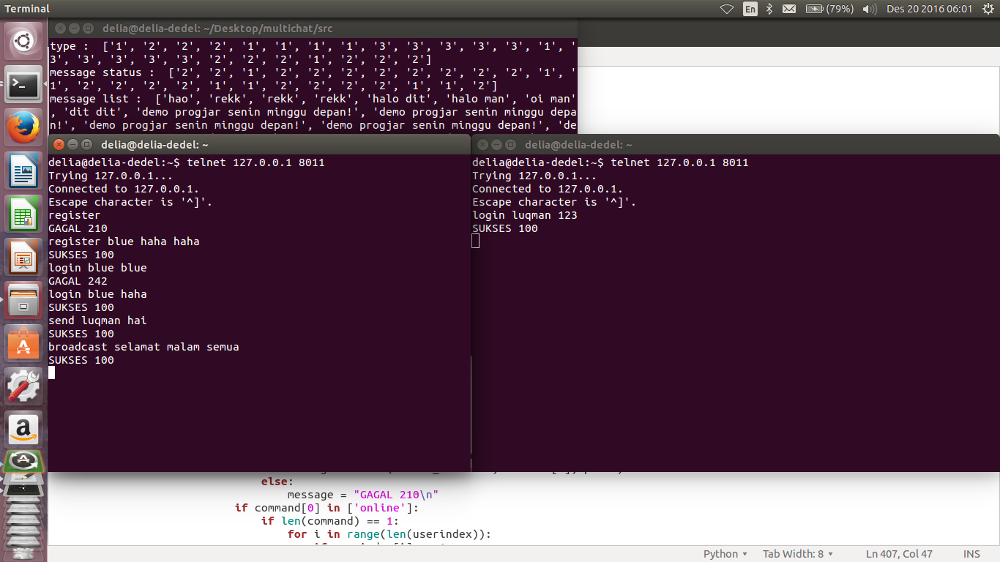 Terminal
En
(79%)
Des 20 2016 06:01
delia@delia-dedel: ~/Desktop/multichat/src
type :  ['1', '2', '2', '2', '1', '1', '1', '1', '3', '3', '3', '3', '3', '1', '
3', '3', '3', '3', '3', '2', '2', '2', '1', '2', '2', '2']
message status :  ['2', '2', '1', '2', '2', '2', '2', '2', '2', '2', '2', '1', '
1', '2', '2', '2', '2', '1', '1', '2', '2', '2', '2', '1', '1', '2']
message list :  ['hao', 'rekk', 'rekk', 'rekk', 'halo dit', 'halo man', 'oi man'
, 'dit dit', 'demo progjar senin minggu depan!', 'demo progjar senin minggu depa
n!', 'demo progjar senin minggu depan!', 'demo progjar senin minggu depan!', 'de
delia@delia-dedel: ~
delia@delia-dedel:~$ telnet 127.0.0.1 8011
Trying 127.0.0.1...
Connected to 127.0.0.1.
Escape character is '^]'.
register
GAGAL 210
register blue haha haha
SUKSES 100
login blue blue
GAGAL 242
login blue haha
SUKSES 100
send luqman hai
SUKSES 100
broadcast selamat malam semua
SUKSES 100
delia@delia-dedel: ~
delia@delia-dedel:~$ telnet 127.0.0.1 8011
Trying 127.0.0.1...
Connected to 127.0.0.1.
Escape character is '^]'.
login luqman 123
SUKSES 100
else:
message = "GAGAL 210\n"
if command[0] in ['online']:
if len(command) == 1:
for i in range(len(userindex)):
Python
Tab Width: 8
Ln 407, Col 47
INS